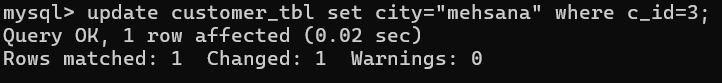 mysql> update customer_tbl set city="mehsana" where c_id=3;
Query OK, 1 row affected (0.02 sec)
Rows matched: 1  Changed: 1  Warnings: 0